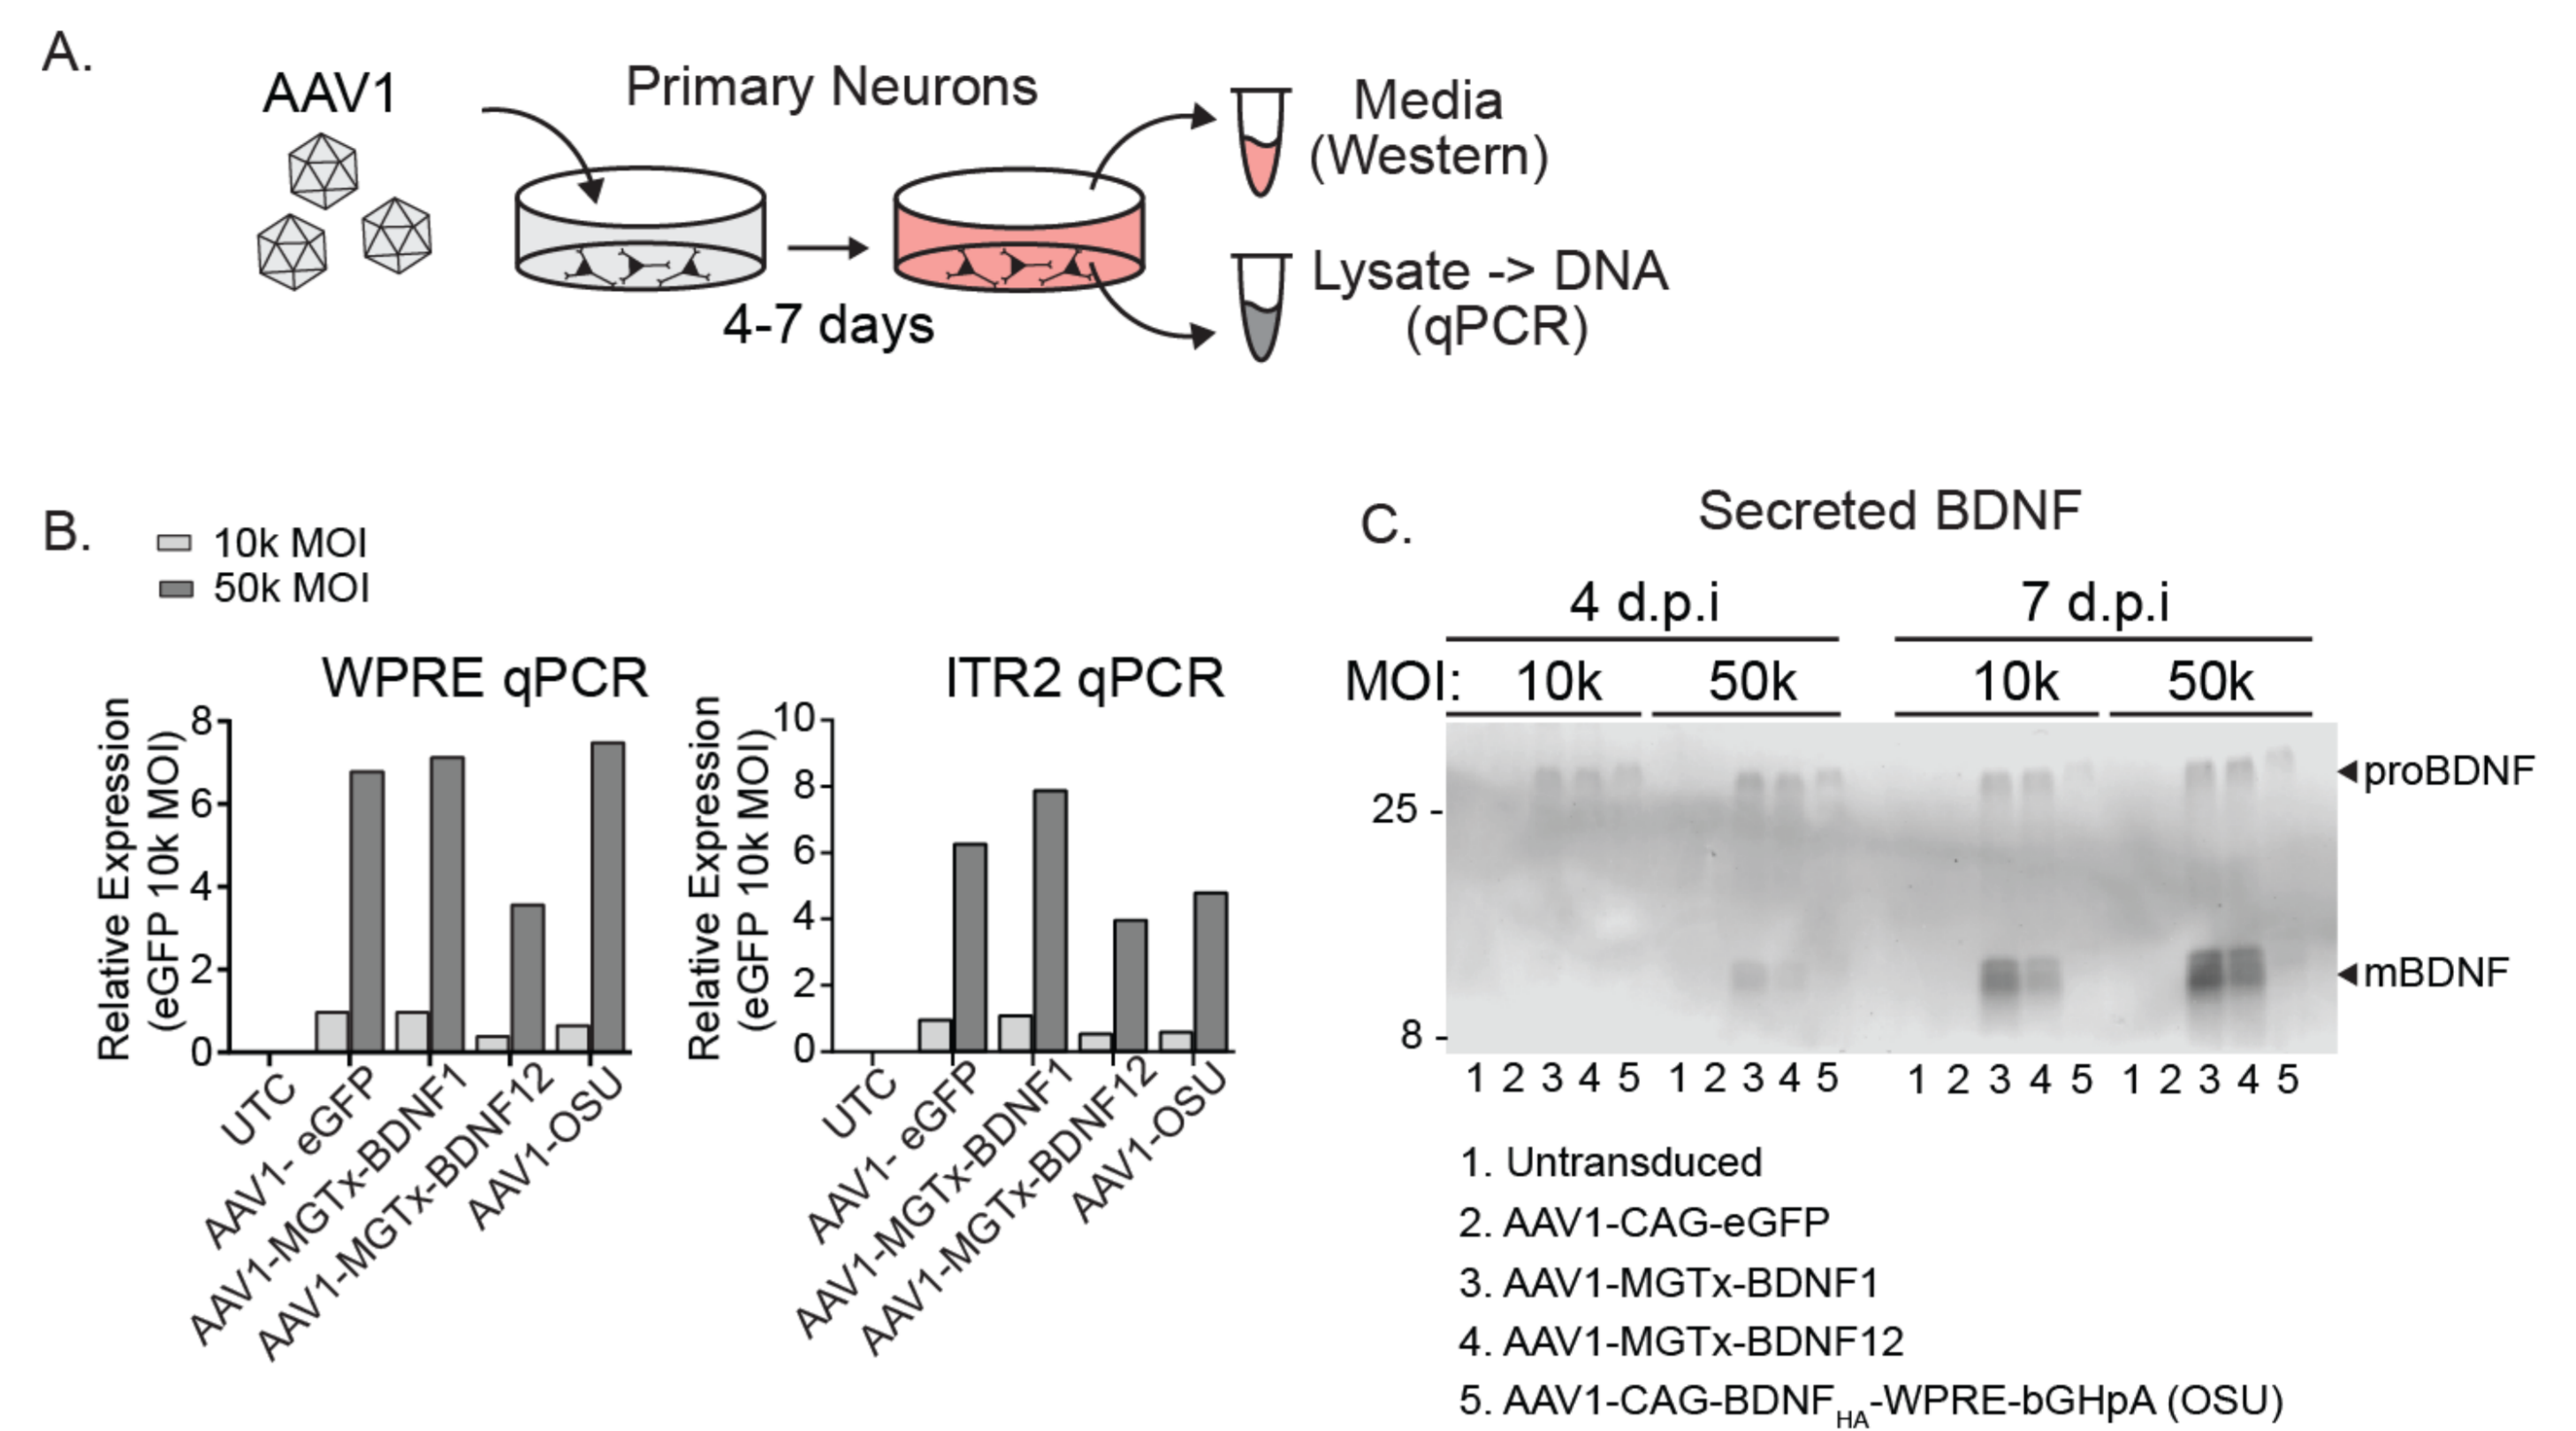 A.
AAV1
Primary Neurons
Media
(Western)
Lysate -> DNA
(qPCR)
4-7 days
B.
10k MOI
50k MOI
WPRE qPCR
Relative Expression
(eGFP 10k MOI)
8
6
4
2
0
UTC
AAV1- eGFP
AAV1-MGTx-BDNF1
AAV1-MGTx-BDNF12
AAV1-OSU
ITR2 qPCR
Relative Expression
(eGFP 10k MOI)
10
8
6
4
2
0
UTC
AAV1- eGFP
AAV1-MGTx-BDNF1
AAV1-MGTx-BDNF12
AAV1-OSU
C.
Secreted BDNF
4 d.p.i 7 d.p.i
MOI: 10k 50k 10k 50k
proBDNF
25 -
mBDNF
8 -
1 2 3 4 5 1 2 3 4 5 1 2 3 4 5 1 2 3 4 5
1. Untransduced
2. AAV1-CAG-eGFP
3. AAV1-MGTx-BDNF1
4. AAV1-MGTx-BDNF12
5. AAV1-CAG-BDNFHA-WPRE-bGHpA (OSU)